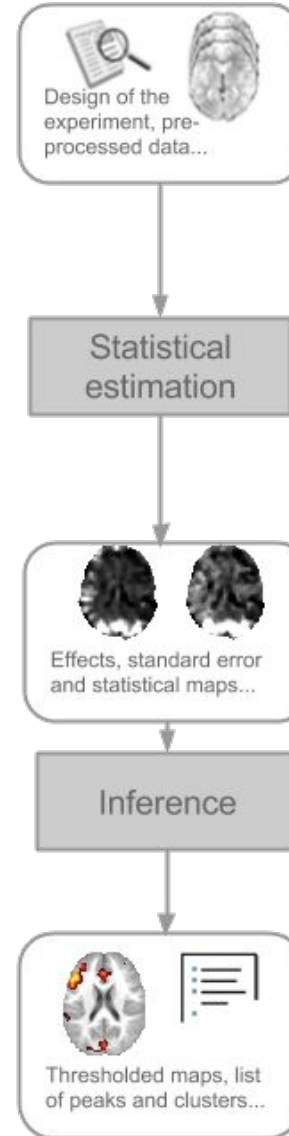 Design of the
experiment, pre-
processed data...
Statistical
estimation
Effects, standard error
and statistical maps...
Inference
Thresholded maps, list
of peaks and clusters...